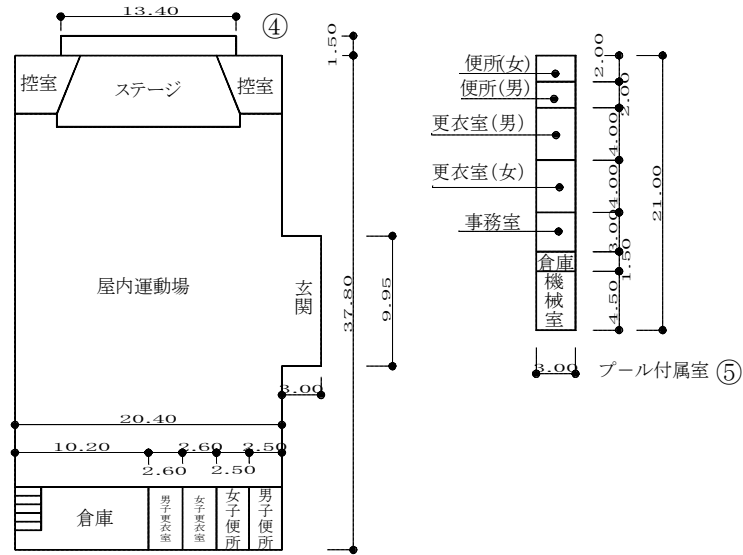 13.40
④
1.50
控室
ステージ
控室
屋内運動場
玄関
37.80
9.95
3.00
20.40
10.20
2.60
2.60
2.50
2.50
倉庫
男子更衣室
女子更衣室
女子便所
男子便所
便所(女)
便所(男)
更衣室(男)
更衣室(女)
事務室
倉庫
機械室
2.00
2.00
4.00
4.00
3.00
1.50
4.50
21.00
3.00
プール付属室 ⑤